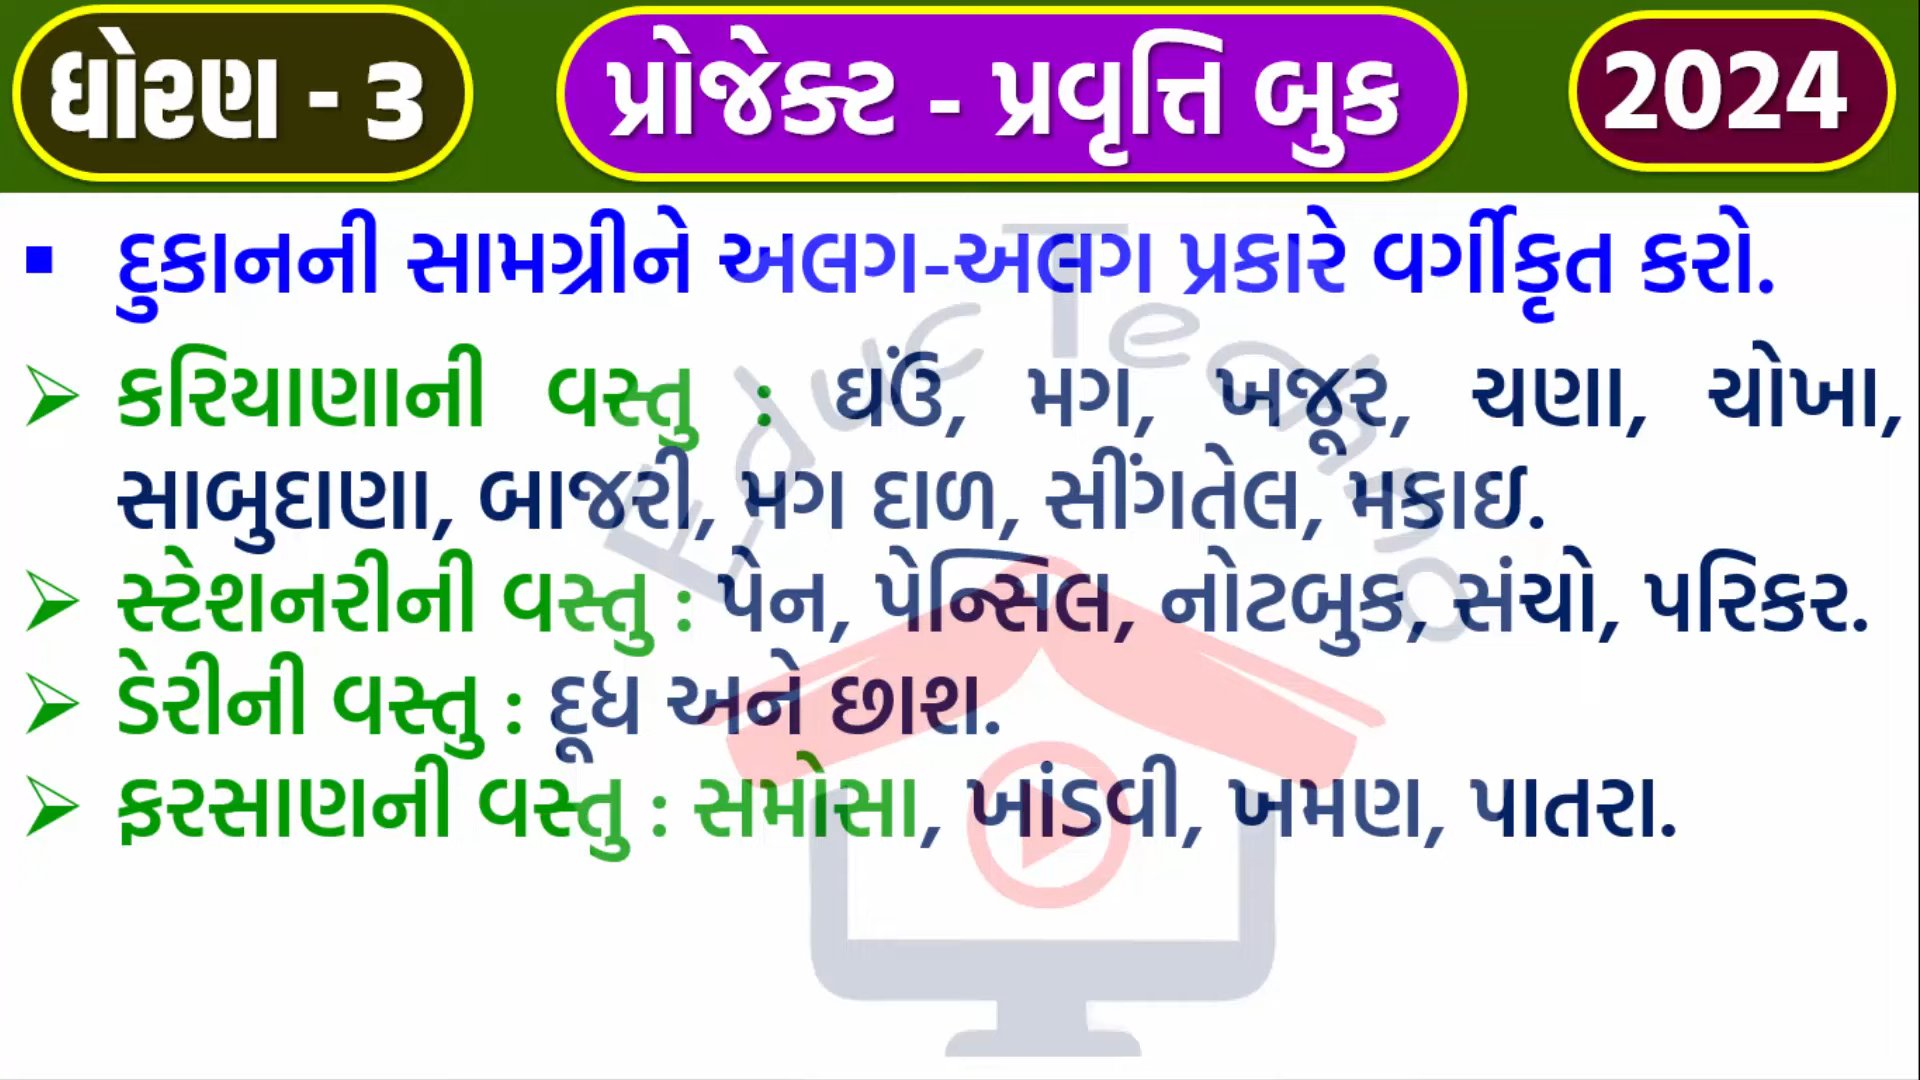 ધોરણ - 3
પ્રોજેક્ટ - પ્રવૃત્તિ બુક
2024
▪ દુકાનની સામગ્રીને અલગ-અલગ પ્રકારે વર્ગીકૃત કરો.
➢ કરિયાણાની વસ્તુ : ઘઉં, મગ, ખજૂર, ચણા, ચોખા,
સાબુદાણા, બાજરી, મગ દાળ, સીંગતેલ, મકાઇ.
➢ સ્ટેશનરીની વસ્તુ : પેન, પેન્સિલ, નોટબુક, સંચો, પરિકર.
➢ ડેરીની વસ્તુ : દૂધ અને છાશ.
➢ ફરસાણની વસ્તુ : સમોસા, ખાંડવી, ખમણ, પાતરા.
EducTechno